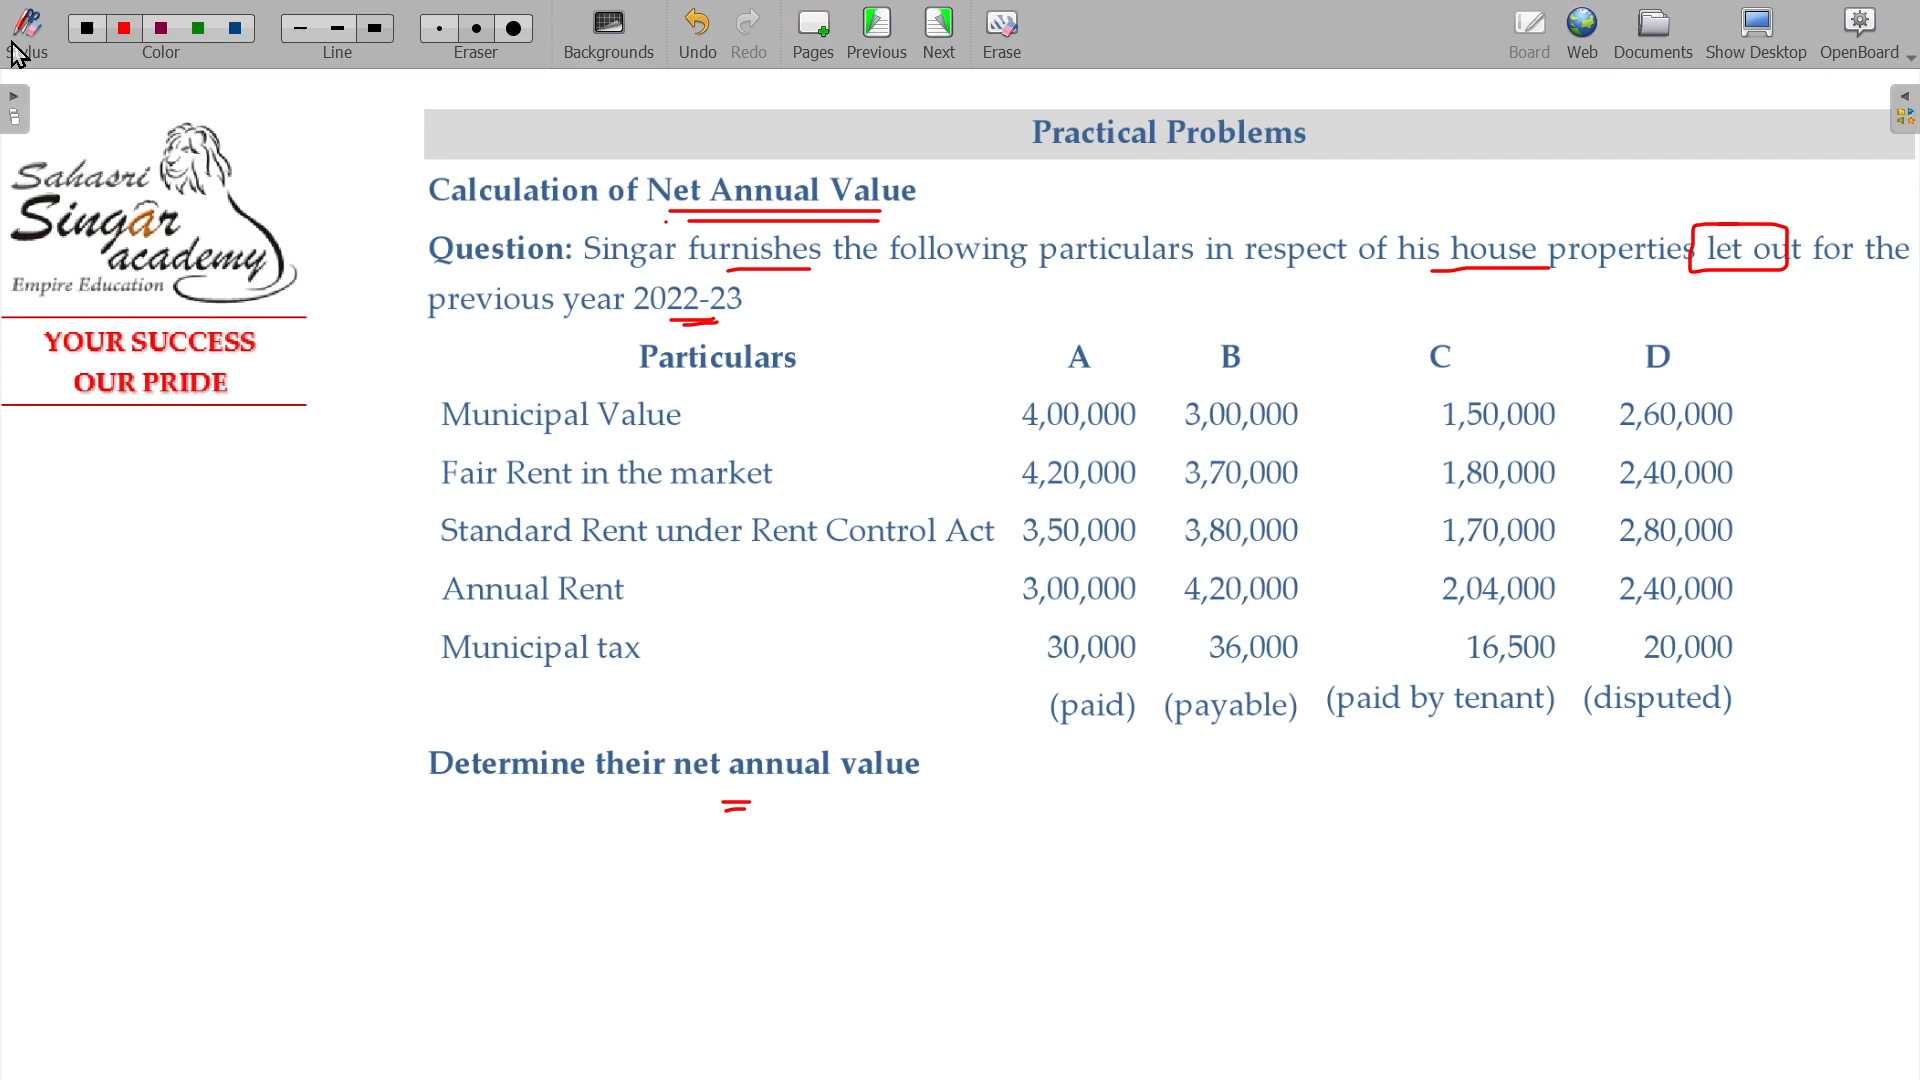 Stylus
Color
Line
Eraser
Backgrounds
Undo
Redo
Pages
Previous
Next
Erase
Board
Web
Documents
Show Desktop
OpenBoard
Sahasri
Singar
academy
Empire Education
YOUR SUCCESS
OUR PRIDE
Practical Problems
Calculation of Net Annual Value
Question: Singar furnishes the following particulars in respect of his house properties let out for the
previous year 2022-23
Particulars A B C D
Municipal Value 4,00,000 3,00,000 1,50,000 2,60,000
Fair Rent in the market 4,20,000 3,70,000 1,80,000 2,40,000
Standard Rent under Rent Control Act 3,50,000 3,80,000 1,70,000 2,80,000
Annual Rent 3,00,000 4,20,000 2,04,000 2,40,000
Municipal tax 30,000 36,000 16,500 20,000
(paid) (payable) (paid by tenant) (disputed)
Determine their net annual value